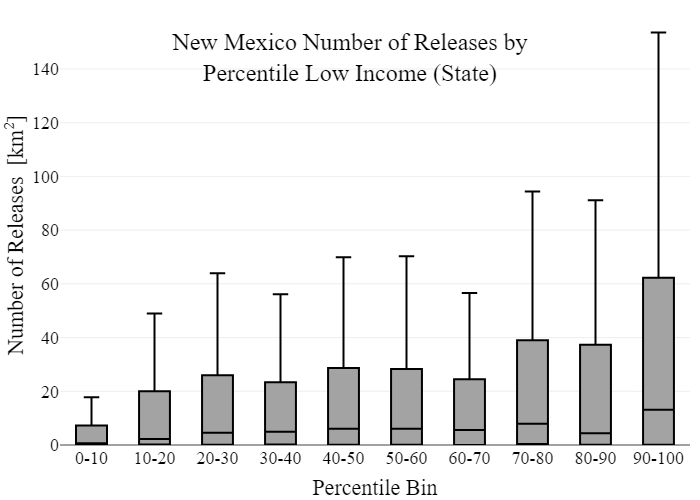 New Mexico Number of Releases by
Percentile Low Income (State)
Number of Releases [km²]
140
120
100
80
60
40
20
0
0-10 10-20 20-30 30-40 40-50 50-60 60-70 70-80 80-90 90-100
Percentile Bin